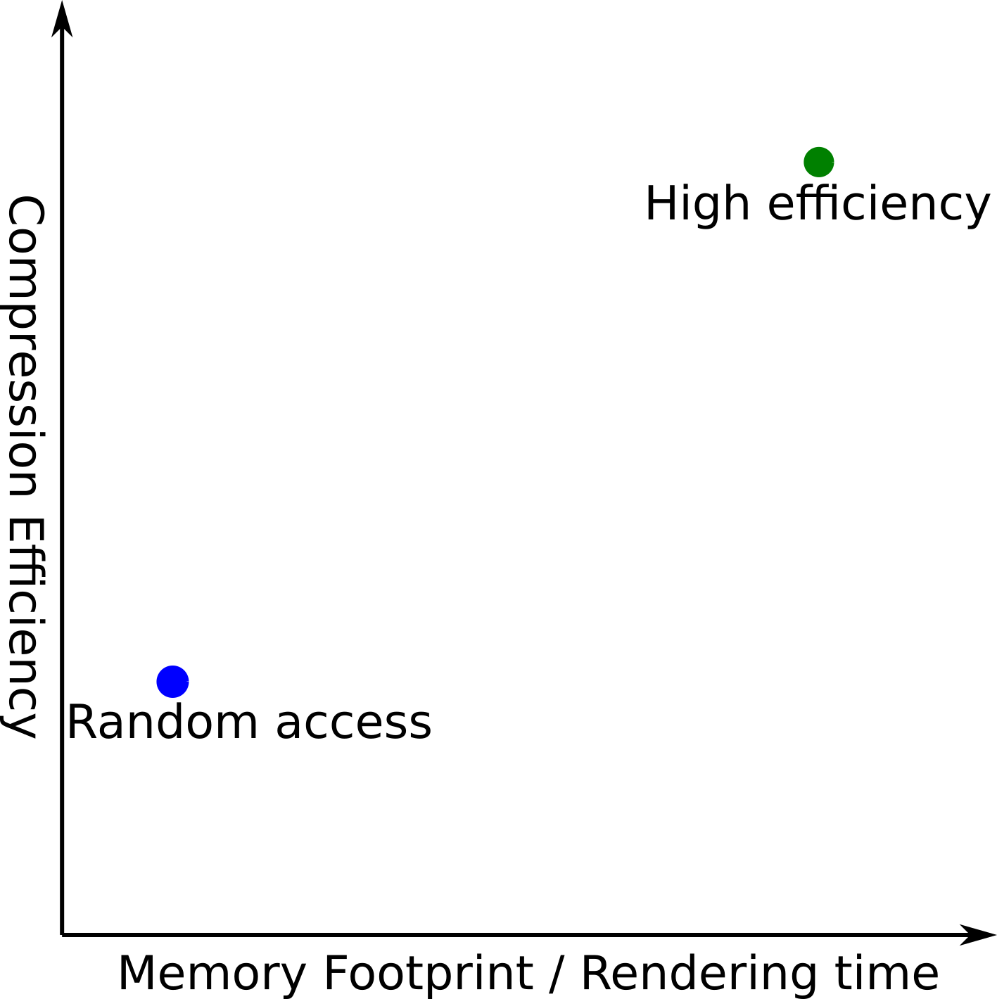 Compression Efficiency
High efficiency
Random access
Memory Footprint / Rendering time